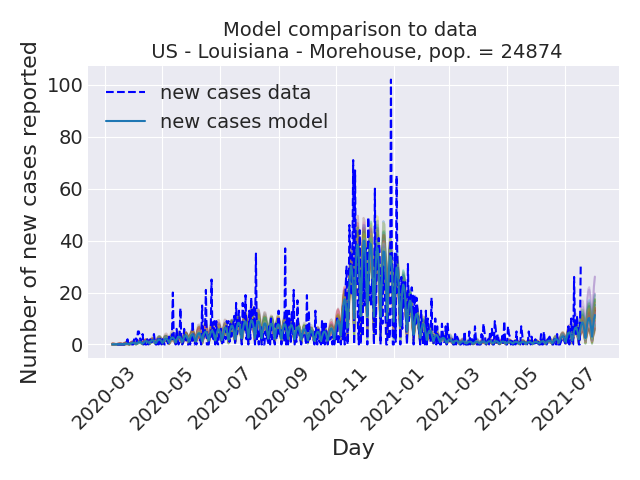 Model comparison to data
US - Louisiana - Morehouse, pop. = 24874
Number of new cases reported
100
80
60
40
20
0
new cases data
new cases model
2020-03
2020-05
2020-07
2020-09
2020-11
2021-01
2021-03
2021-05
2021-07
Day